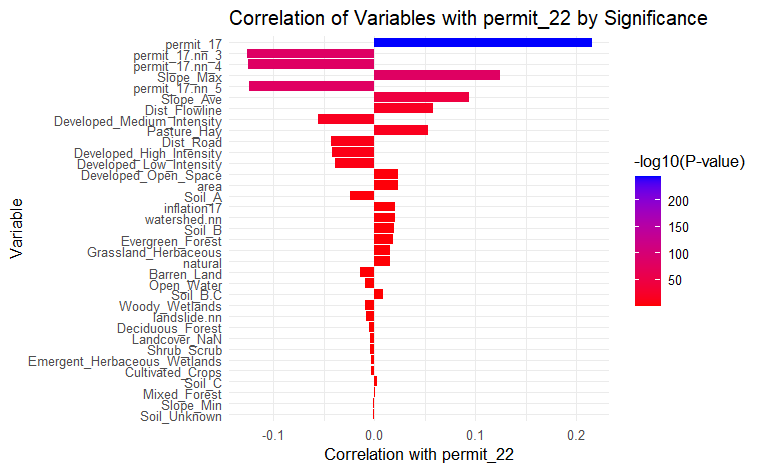 Correlation of Variables with permit_22 by Significance
Variable
permit_17
permit_17.nn_3
permit_17.nn_4
Slope_Max
permit_17.nn_5
Slope_Ave
Dist_Flowline
Developed_Medium_Intensity
Pasture_Hay
Dist_Road
Developed_High_Intensity
Developed_Low_Intensity
Developed_Open_Space
area
Soil_A
inflation17
watershed.nn
Soil_B
Evergreen_Forest
Grassland_Herbaceous
natural
Barren_Land
Open_Water
Soil_B.C
Woody_Wetlands
landslide.nn
Deciduous_Forest
Landcover_NaN
Shrub_Scrub
Emergent_Herbaceous_Wetlands
Cultivated_Crops
Soil_C
Mixed_Forest
Slope_Min
Soil_Unknown
-0.1 0.0 0.1 0.2
Correlation with permit_22
-log10(P-value)
200
150
100
50